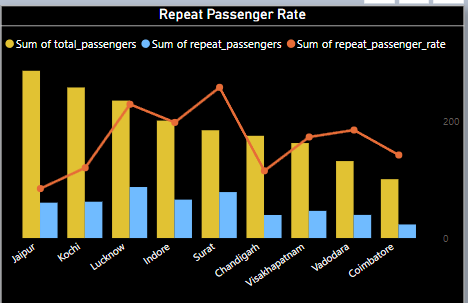 Repeat Passenger Rate
Sum of total_passengers Sum of repeat_passengers Sum of repeat_passenger_rate
200
0
Jaipur
Kochi
Lucknow
Indore
Surat
Chandigarh
Visakhapatnam
Vadodara
Coimbatore